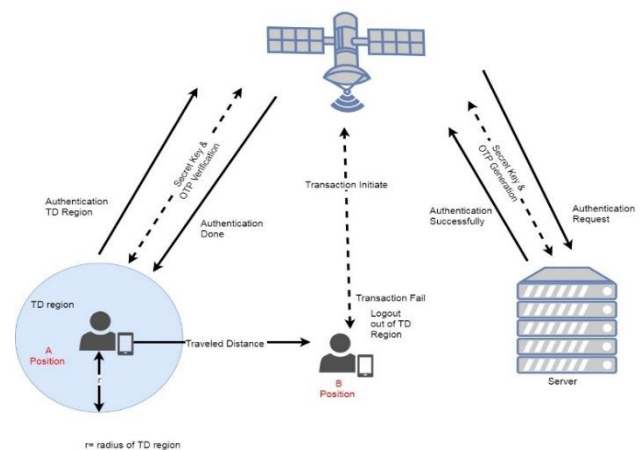 Secret Key &
OTP Verification
Secret Key &
OTP Generation
Transaction Initiate
Authentication
TD Region
Authentication
Done
Authentication
Successfully
Authentication
Request
TD region
A
Position
r
Traveled Distance
Transaction Fail
Logout
out of TD
Region
B
Position
Server
r= radius of TD region